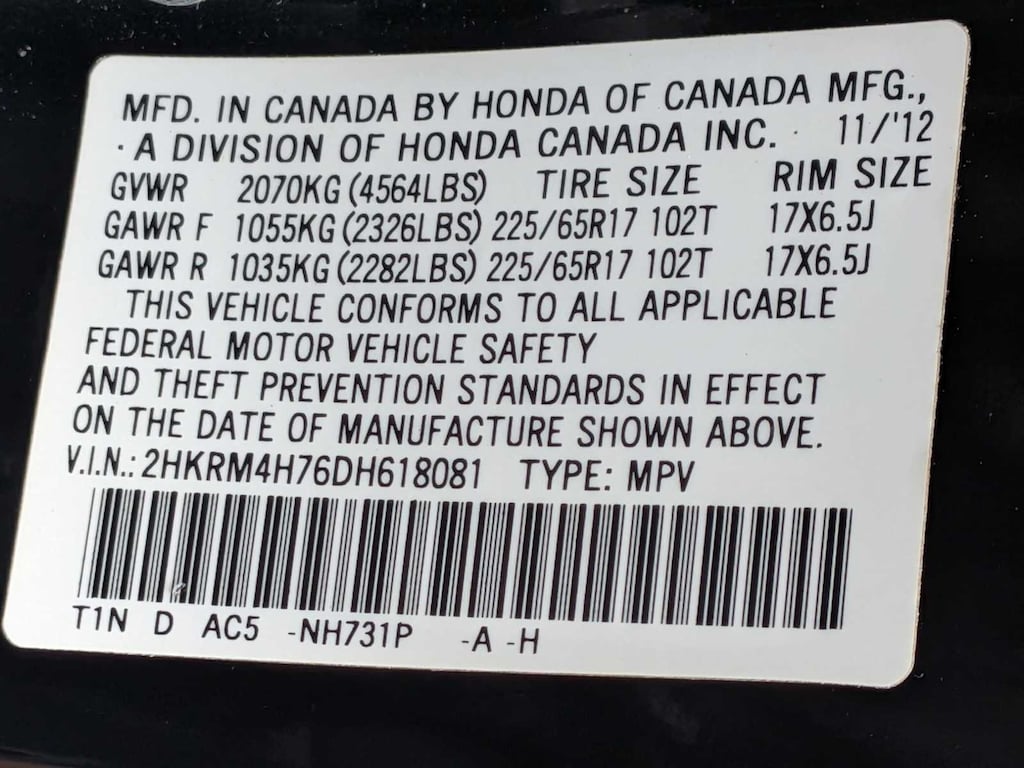 MFD. IN CANADA BY HONDA OF CANADA MFG.,
A DIVISION OF HONDA CANADA INC. 11/'12
GVWR 2070KG (4564LBS) TIRE SIZE RIM SIZE
GAWR F 1055KG (2326LBS) 225/65R17 102T 17X6.5J
GAWR R 1035KG (2282LBS) 225/65R17 102T 17X6.5J
THIS VEHICLE CONFORMS TO ALL APPLICABLE
FEDERAL MOTOR VEHICLE SAFETY
AND THEFT PREVENTION STANDARDS IN EFFECT
ON THE DATE OF MANUFACTURE SHOWN ABOVE.
V.I.N.: 2HKRM4H76DH618081 TYPE: MPV
T1N D AC5 -NH731P -A -H